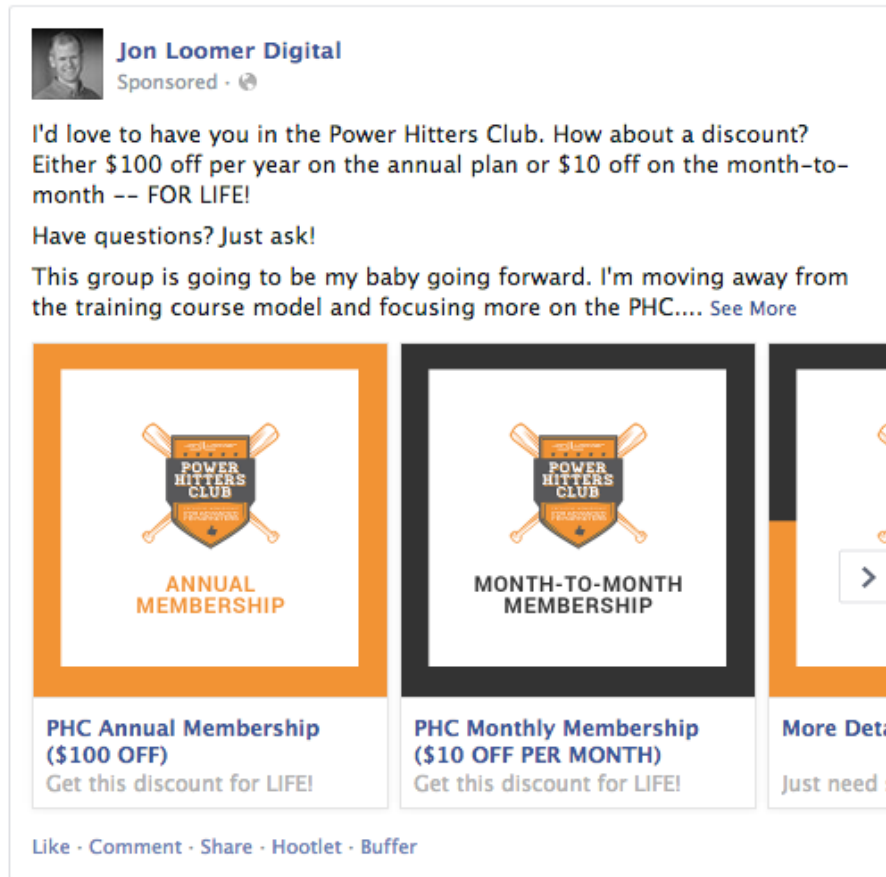 Jon Loomer Digital
Sponsored ·
I'd love to have you in the Power Hitters Club. How about a discount?
Either $100 off per year on the annual plan or $10 off on the month-to-
month -- FOR LIFE!
Have questions? Just ask!
This group is going to be my baby going forward. I'm moving away from
the training course model and focusing more on the PHC.... See More
POWER
HITTERS
CLUB
ANNUAL
MEMBERSHIP
POWER
HITTERS
CLUB
MONTH-TO-MONTH
MEMBERSHIP
PHC Annual Membership
($100 OFF)
Get this discount for LIFE!
PHC Monthly Membership
($10 OFF PER MONTH)
Get this discount for LIFE!
More
Just need
Like · Comment · Share · Hootlet · Buffer